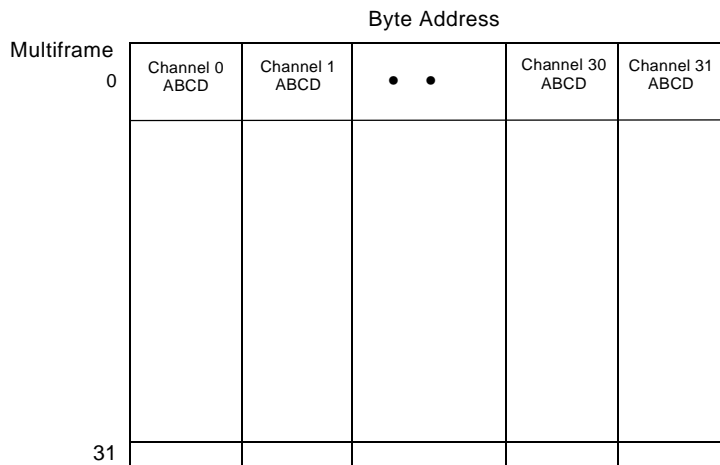 Byte Address
Multiframe
0
Channel 0
ABCD
Channel 1
ABCD
• •
Channel 30
ABCD
Channel 31
ABCD
31